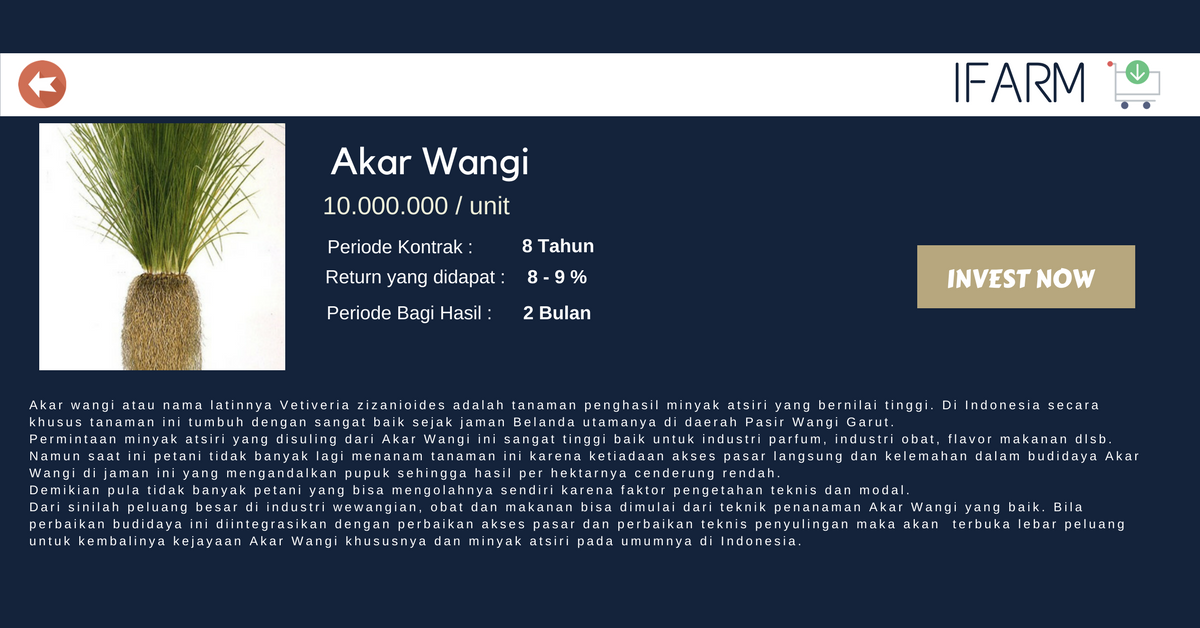 IFARM
Akar Wangi
10.000.000 / unit
Periode Kontrak : 8 Tahun
Return yang didapat : 8 - 9 %
Periode Bagi Hasil : 2 Bulan
INVEST NOW
Akar wangi atau nama latinnya Vetiveria zizanioides adalah tanaman penghasil minyak atsiri yang bernilai tinggi. Di Indonesia secara
khusus tanaman ini tumbuh dengan sangat baik sejak jaman Belanda utamanya di daerah Pasir Wangi Garut.
Permintaan minyak atsiri yang disuling dari Akar Wangi ini sangat tinggi baik untuk industri parfum, industri obat, flavor makanan dlsb.
Namun saat ini petani tidak banyak lagi menanam tanaman ini karena ketiadaan akses pasar langsung dan kelemahan dalam budidaya Akar
Wangi di jaman ini yang mengandalkan pupuk sehingga hasil per hektarnya cenderung rendah.
Demikian pula tidak banyak petani yang bisa mengolahnya sendiri karena faktor pengetahan teknis dan modal.
Dari sinilah peluang besar di industri wewangian, obat dan makanan bisa dimulai dari teknik penanaman Akar Wangi yang baik. Bila
perbaikan budidaya ini diintegrasikan dengan perbaikan akses pasar dan perbaikan teknis penyulingan maka akan terbuka lebar peluang
untuk kembalinya kejayaan Akar Wangi khususnya dan minyak atsiri pada umumnya di Indonesia.